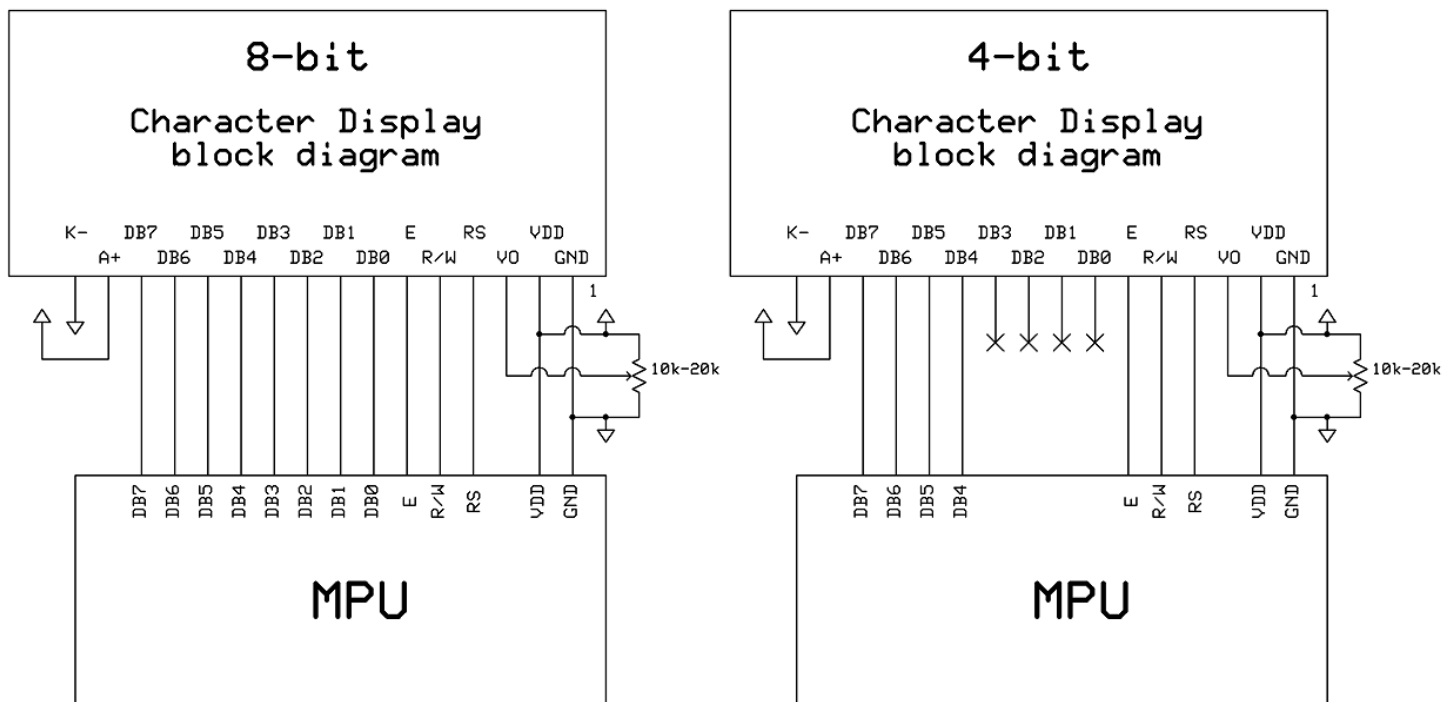 8-bit
Character Display
block diagram
K- DB7 DB5 DB3 DB1 E RS VDD
A+ DB6 DB4 DB2 DB0 R/W VO GND
1
10k-20k
DB7 DB6 DB5 DB4 DB3 DB2 DB1 DB0 E R/W RS VDD GND
MPU
4-bit
Character Display
block diagram
K- DB7 DB5 DB3 DB1 E RS VDD
A+ DB6 DB4 DB2 DB0 R/W VO GND
1
10k-20k
DB7 DB6 DB5 DB4 E R/W RS VDD GND
MPU